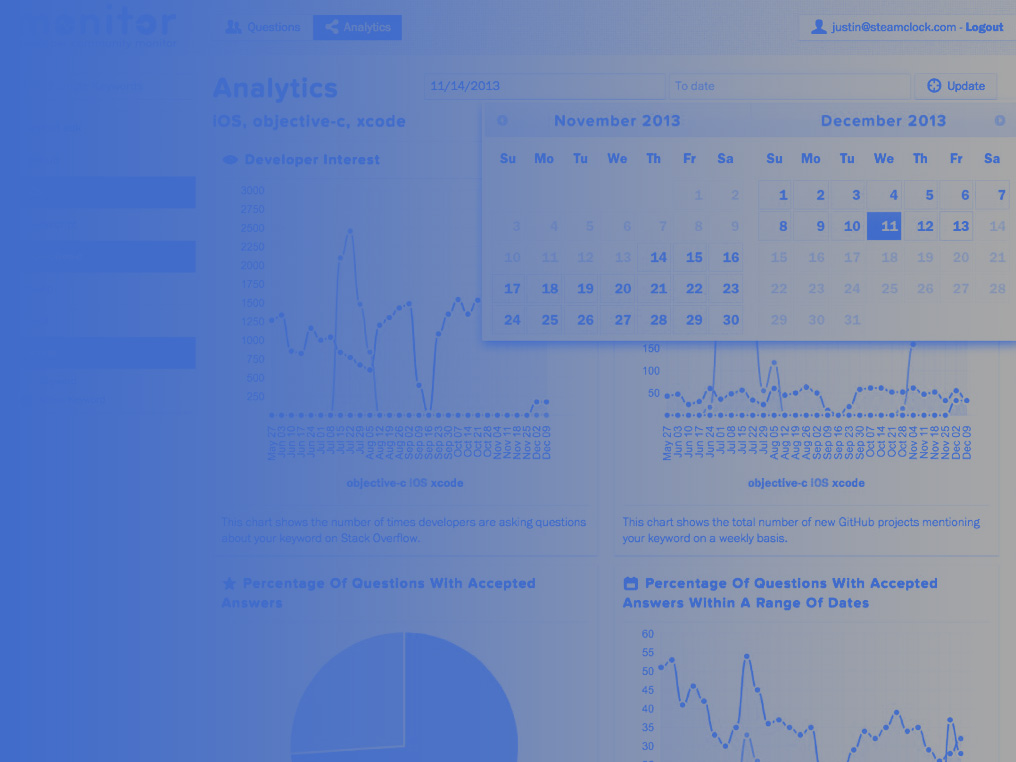 monitor
Questions
Analytics
justin@steamclock.com - Logout
Analytics
11/14/2013
To date
Update
iOS, objective-c, xcode
November 2013
December 2013
Su Mo Tu We Th Fr Sa
Su Mo Tu We Th Fr Sa
1 2
1 2 3 4 5 6 7
3 4 5 6 7 8 9
8 9 10 11 12 13 14
10 11 12 13 14 15 16
15 16 17 18 19 20 21
17 18 19 20 21 22 23
22 23 24 25 26 27 28
24 25 26 27 28 29 30
29 30 31
Developer Interest
3000
2750
2500
2250
2000
1750
1500
1250
1000
750
500
250
May 27 Jun 03 Jun 10 Jun 17 Jun 24 Jul 01 Jul 08 Jul 15 Jul 22 Jul 29 Aug 05 Aug 12 Aug 19 Aug 26 Sep 02 Sep 09 Sep 16 Sep 23 Sep 30 Oct 07 Oct 14 Oct 21 Oct 28 Nov 04 Nov 11 Nov 18 Nov 25 Dec 02 Dec 09
objective-c iOS xcode
This chart shows the number of times developers are asking questions
about your keyword on Stack Overflow.
150
100
50
May 27 Jun 03 Jun 10 Jun 17 Jun 24 Jul 01 Jul 08 Jul 15 Jul 22 Jul 29 Aug 05 Aug 12 Aug 19 Aug 26 Sep 02 Sep 09 Sep 16 Sep 23 Sep 30 Oct 07 Oct 14 Oct 21 Oct 28 Nov 04 Nov 11 Nov 18 Nov 25 Dec 02 Dec 09
objective-c iOS xcode
This chart shows the total number of new GitHub projects mentioning
your keyword on a weekly basis.
Percentage Of Questions With Accepted
Answers
Percentage Of Questions With Accepted
Answers Within A Range Of Dates
60
55
50
45
40
35
30